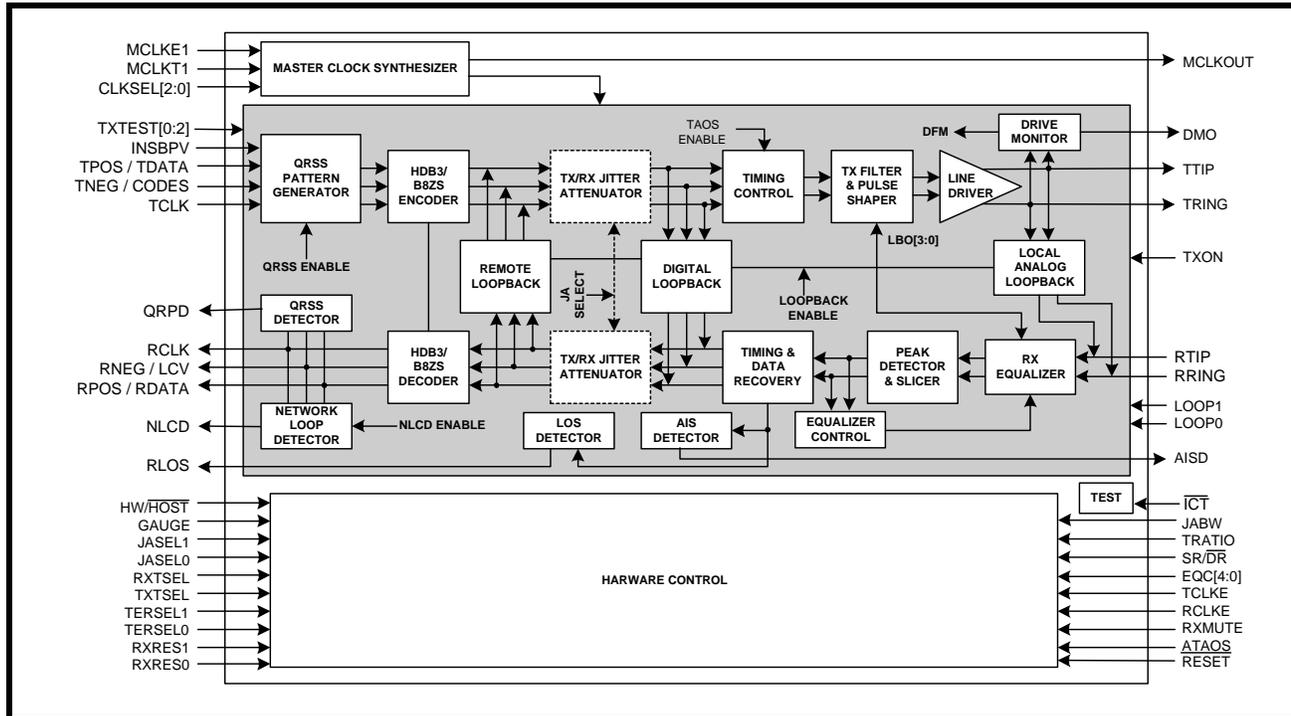 MCLKE1
MCLKT1
CLKSEL[2:0]
MASTER CLOCK SYNTHESIZER
MCLKOUT
TXTEST[0:2]
INSBPV
TPOS / TDATA
TNEG / CODES
TCLK
QRSS
PATTERN
GENERATOR
HDB3/
B8ZS
ENCODER
TX/RX JITTER
ATTENUATOR
TAOS
ENABLE
TIMING
CONTROL
TX FILTER
& PULSE
SHAPER
LINE
DRIVER
DFM
DRIVE
MONITOR
DMO
TTIP
TRING
QRSS ENABLE
REMOTE
LOOPBACK
JA
SELECT
DIGITAL
LOOPBACK
LOOPBACK
ENABLE
LBO[3:0]
LOCAL
ANALOG
LOOPBACK
TXON
QRPD
RCLK
RNEG / LCV
RPOS / RDATA
QRSS
DETECTOR
HDB3/
B8ZS
DECODER
TX/RX JITTER
ATTENUATOR
TIMING &
DATA
RECOVERY
PEAK
DETECTOR
& SLICER
RX
EQUALIZER
RTIP
RRING
NLCD
NETWORK
LOOP
DETECTOR
NLCD ENABLE
LOS
DETECTOR
AIS
DETECTOR
EQUALIZER
CONTROL
LOOP1
LOOP0
RLOS
AISD
HW/HOST
GAUGE
JASEL1
JASEL0
RXTSEL
TXTSEL
TERSEL1
TERSEL0
RXRES1
RXRES0
HARWARE CONTROL
TEST
ICT
JABW
TRATIO
SR/DR
EQC[4:0]
TCLKE
RCLKE
RXMUTE
ATAOS
RESET